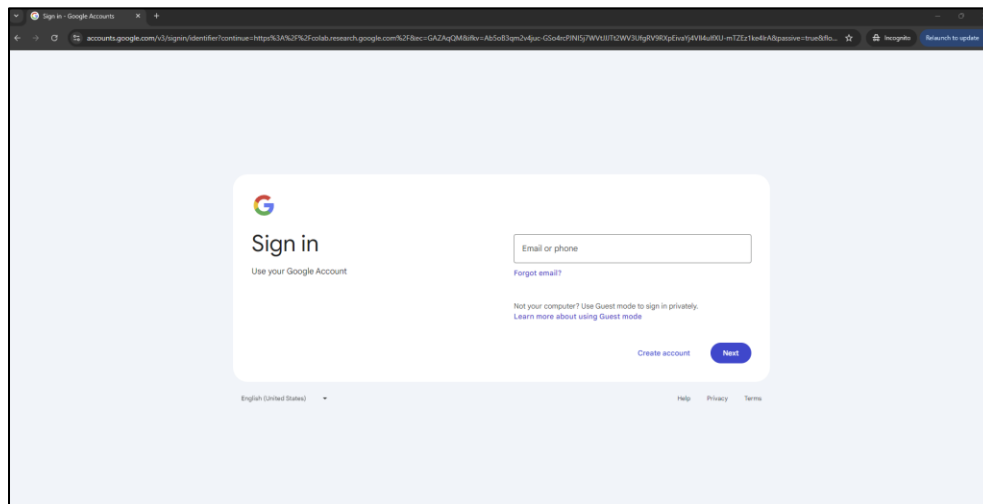 Sign in - Google Accounts
Incognito
Relaunch to update
Sign in
Use your Google Account
Email or phone
Forgot email?
Not your computer? Use Guest mode to sign in privately.
Learn more about using Guest mode
Create account
Next
English (United States)
Help
Privacy
Terms